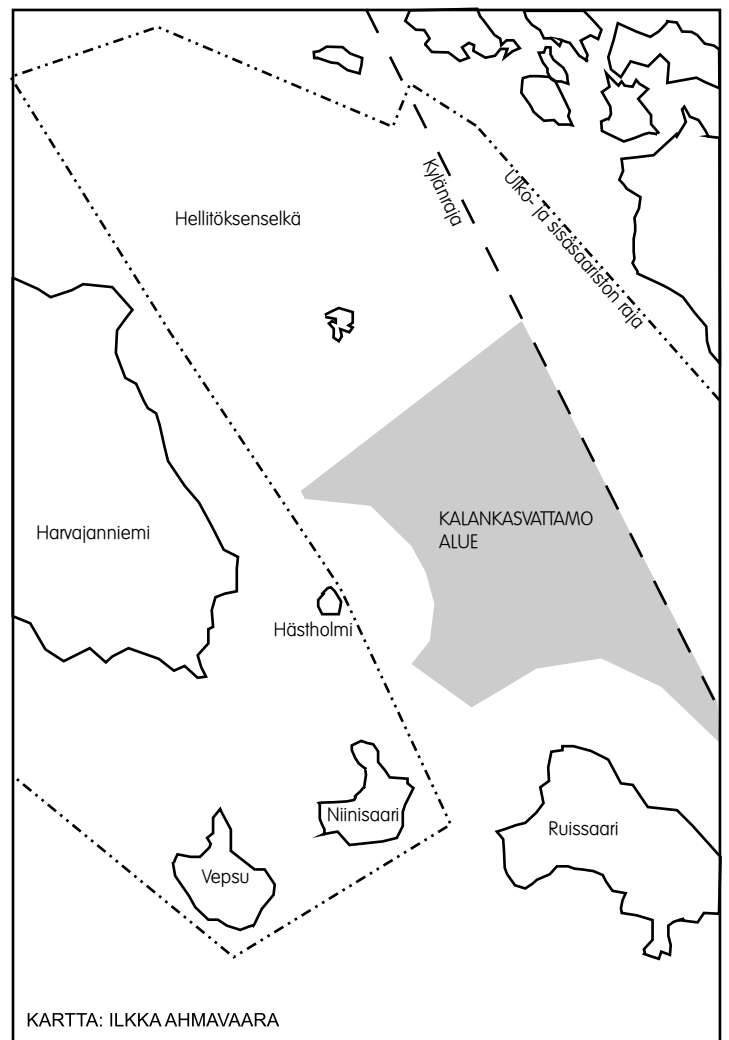 Kylänraja
Ulko- ja sisäsaariston raja
Hellitöksenselkä
KALANKASVATTAMO
ALUE
Harvajanniemi
Hästholmi
Niinisaari
Ruissaari
Vepsu
KARTTA: ILKKA AHMAVAARA